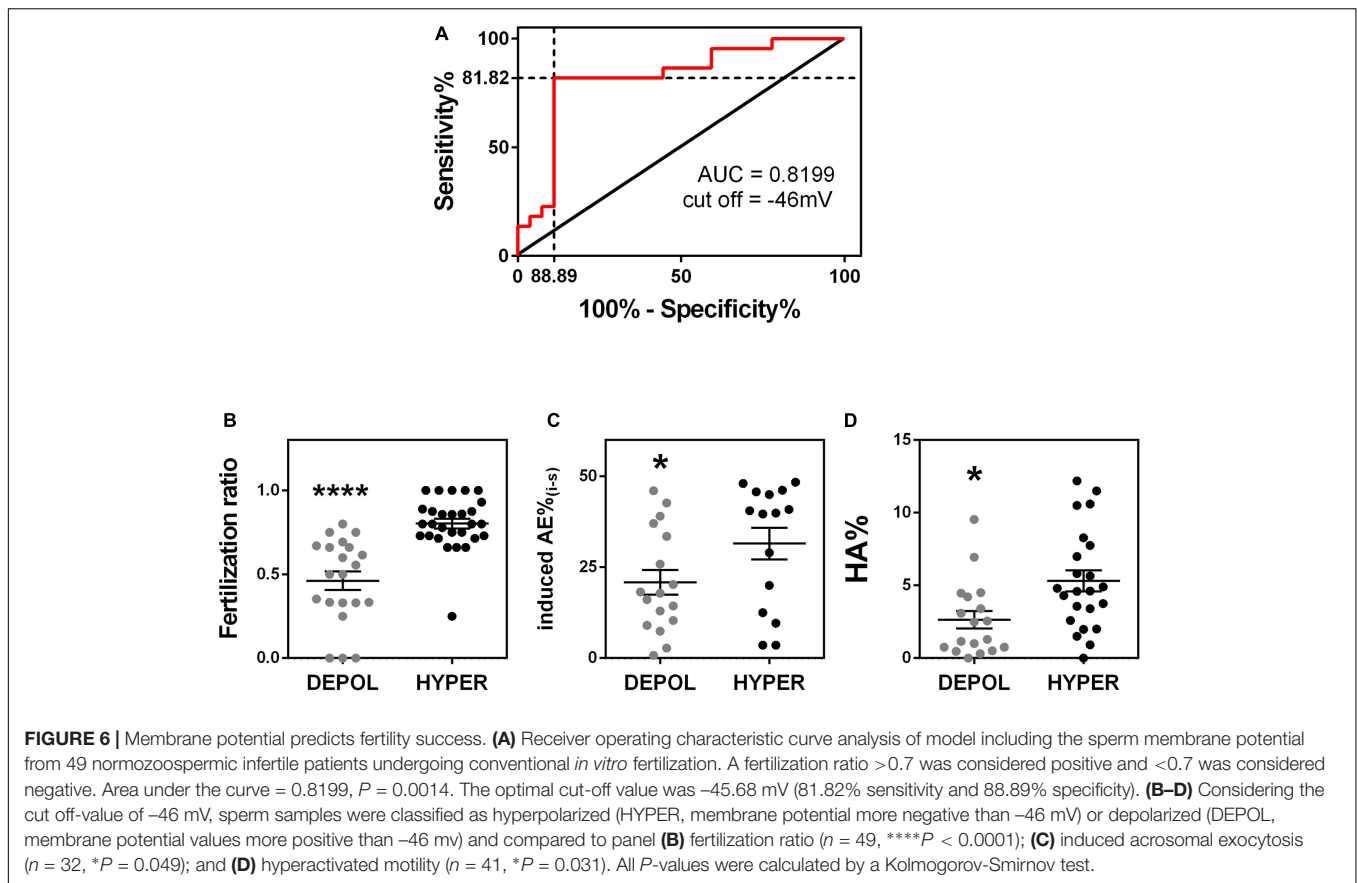 A
100
81.82
50
0
Sensitivity%
AUC = 0.8199
cut off = -46mV
0 88.89 50 100
100% - Specificity%
B
Fertilization ratio
1.0
0.5
0.0
****
DEPOL HYPER
C
induced AE%(i-s)
50
25
0
*
DEPOL HYPER
D
HA%
15
10
5
0
*
DEPOL HYPER
FIGURE 6 | Membrane potential predicts fertility success. (A) Receiver operating characteristic curve analysis of model including the sperm membrane potential
from 49 normozoospermic infertile patients undergoing conventional in vitro fertilization. A fertilization ratio >0.7 was considered positive and <0.7 was considered
negative. Area under the curve = 0.8199, P = 0.0014. The optimal cut-off value was –45.68 mV (81.82% sensitivity and 88.89% specificity). (B–D) Considering the
cut off-value of –46 mV, sperm samples were classified as hyperpolarized (HYPER, membrane potential more negative than –46 mV) or depolarized (DEPOL,
membrane potential values more positive than –46 mv) and compared to panel (B) fertilization ratio (n = 49, ****P < 0.0001); (C) induced acrosomal exocytosis
(n = 32, *P = 0.049); and (D) hyperactivated motility (n = 41, *P = 0.031). All P-values were calculated by a Kolmogorov-Smirnov test.